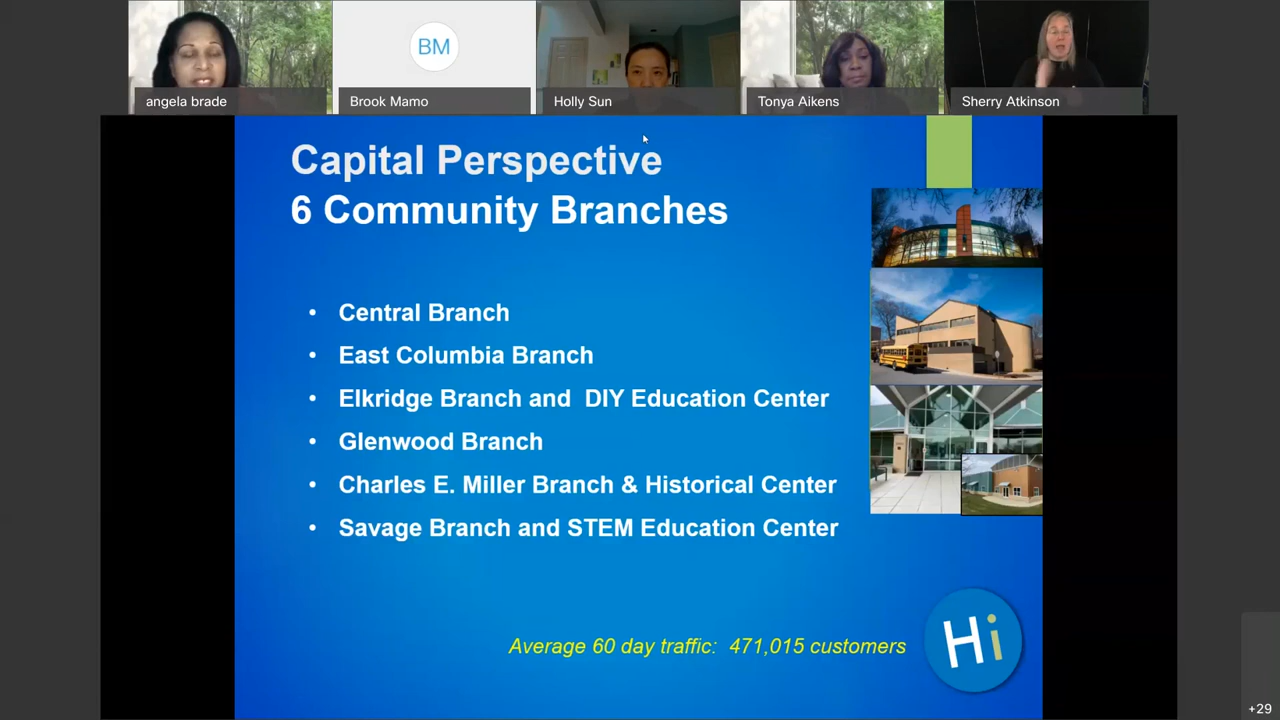 BM
angela brade
Brook Mamo
Holly Sun
Tonya Aikens
Sherry Atkinson
Capital Perspective
6 Community Branches
• Central Branch
• East Columbia Branch
• Elkridge Branch and  DIY Education Center
• Glenwood Branch
• Charles E. Miller Branch & Historical Center
• Savage Branch and STEM Education Center
Average 60 day traffic:  471,015 customers
Hi
+29